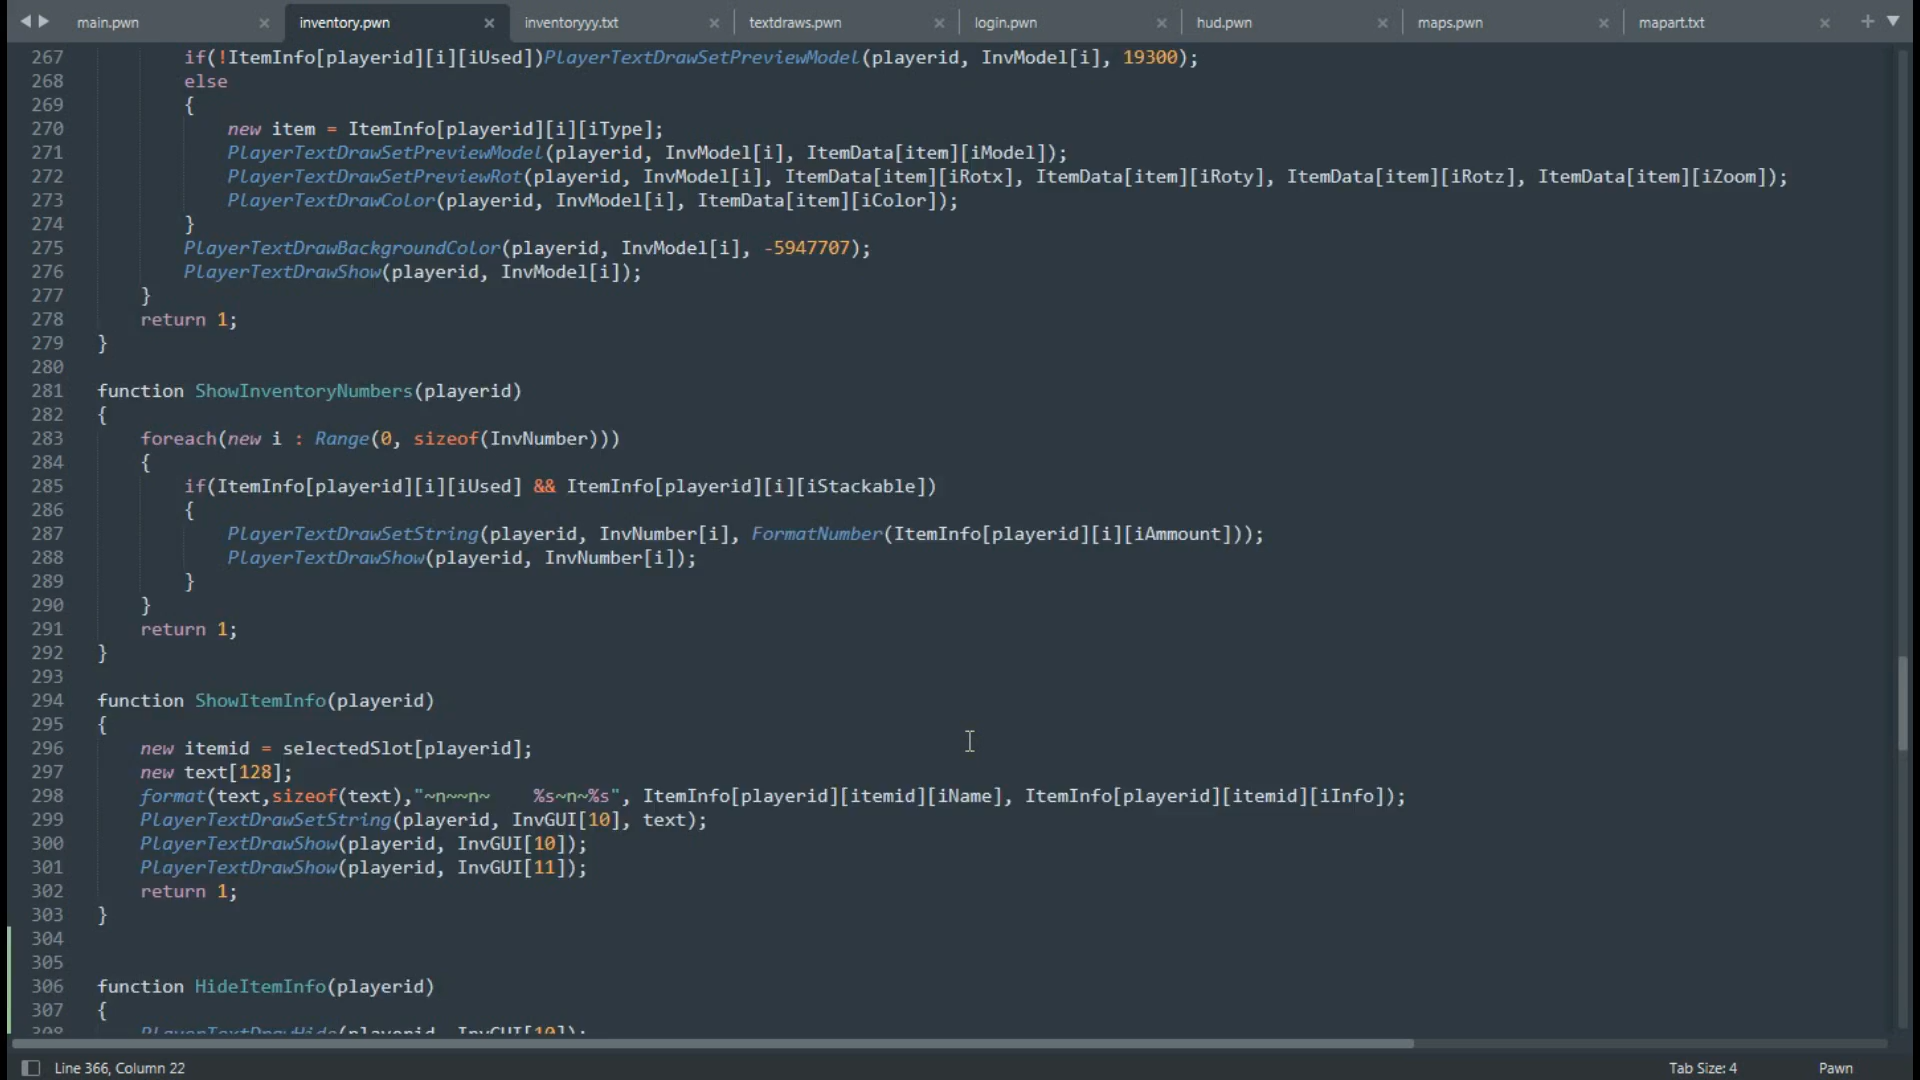 main.pwn
inventory.pwn
inventoryyy.txt
textdraws.pwn
login.pwn
hud.pwn
maps.pwn
mapart.txt
267 if(!ItemInfo[playerid][i][iUsed])PlayerTextDrawSetPreviewModel(playerid, InvModel[i], 19300);
268 else
269 {
270 new item = ItemInfo[playerid][i][iType];
271 PlayerTextDrawSetPreviewModel(playerid, InvModel[i], ItemData[item][iModel]);
272 PlayerTextDrawSetPreviewRot(playerid, InvModel[i], ItemData[item][iRotx], ItemData[item][iRoty], ItemData[item][iRotz], ItemData[item][iZoom]);
273 PlayerTextDrawColor(playerid, InvModel[i], ItemData[item][iColor]);
274 }
275 PlayerTextDrawBackgroundColor(playerid, InvModel[i], -5947707);
276 PlayerTextDrawShow(playerid, InvModel[i]);
277 }
278 return 1;
279 }
280
281 function ShowInventoryNumbers(playerid)
282 {
283 foreach(new i : Range(0, sizeof(InvNumber)))
284 {
285 if(ItemInfo[playerid][i][iUsed] && ItemInfo[playerid][i][iStackable])
286 {
287 PlayerTextDrawSetString(playerid, InvNumber[i], FormatNumber(ItemInfo[playerid][i][iAmmount]));
288 PlayerTextDrawShow(playerid, InvNumber[i]);
289 }
290 }
291 return 1;
292 }
293
294 function ShowItemInfo(playerid)
295 {
296 new itemid = selectedSlot[playerid];
297 new text[128];
298 format(text,sizeof(text),"~n~~n~    %s~n~%s", ItemInfo[playerid][itemid][iName], ItemInfo[playerid][itemid][iInfo]);
299 PlayerTextDrawSetString(playerid, InvGUI[10], text);
300 PlayerTextDrawShow(playerid, InvGUI[10]);
301 PlayerTextDrawShow(playerid, InvGUI[11]);
302 return 1;
303 }
304
305
306 function HideItemInfo(playerid)
307 {
308 PlayerTextDrawHide(playerid, InvGUI[10]);
Line 366, Column 22
Tab Size: 4
Pawn